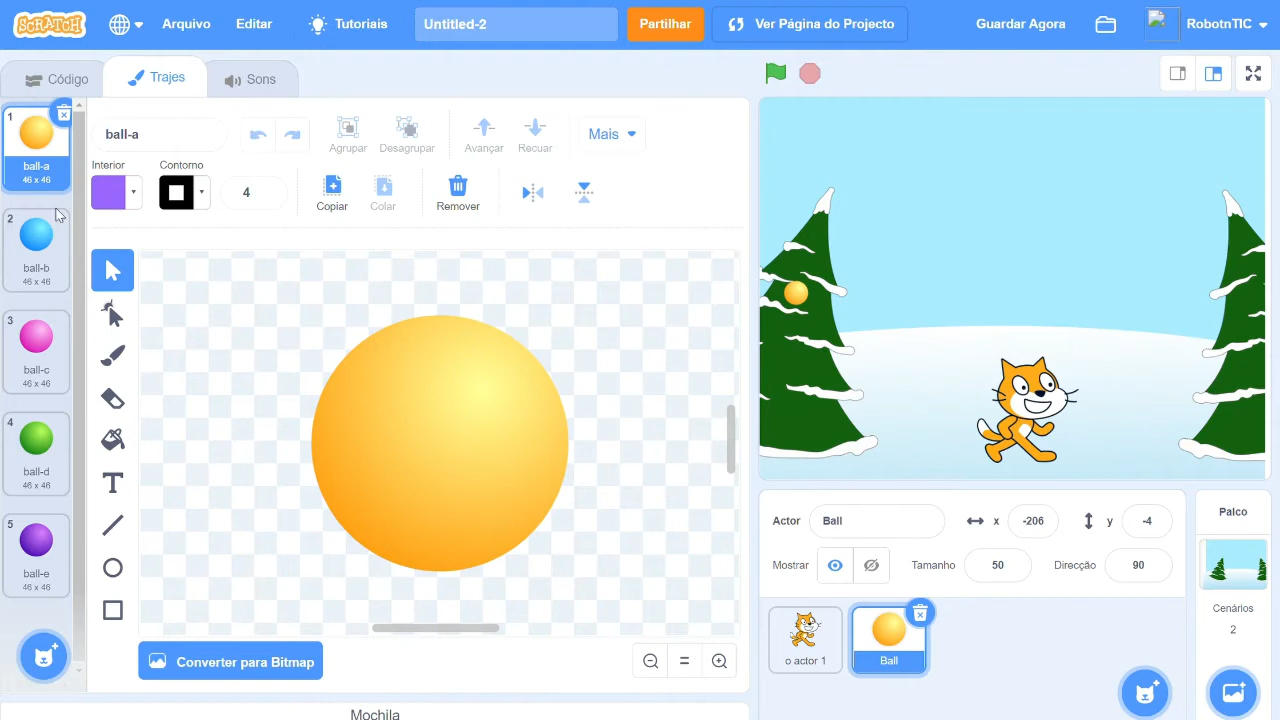 SCRATCH Arquivo Editar Tutoriais Untitled-2 Partilhar Ver Página do Projecto Guardar Agora RobotnTIC
Código Trajes Sons
1 ball-a 46 x 46
2 ball-b 46 x 46
3 ball-c 46 x 46
4 ball-d 46 x 46
5 ball-e 46 x 46
ball-a Agrupar Desagrupar Avançar Recuar Mais
Interior Contorno 4 Copiar Colar Remover
T
Converter para Bitmap
Mochila
Actor Ball x -206 y -4
Mostrar Tamanho 50 Direcção 90
o actor 1 Ball
Palco
Cenários
2